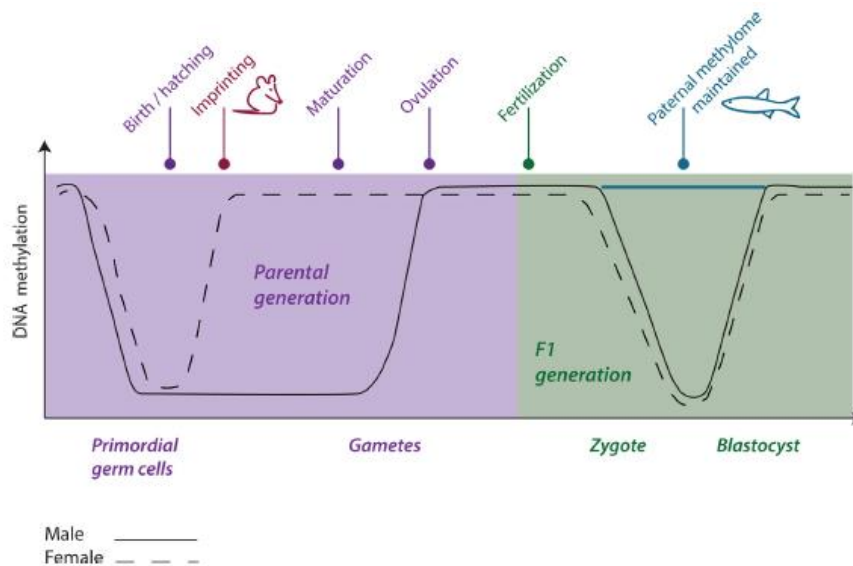 Birth / hatching
Imprinting
Maturation
Ovulation
Fertilization
Paternal methylome
maintained
DNA methylation
Parental
generation
F1
generation
Primordial
germ cells
Gametes
Zygote
Blastocyst
Male
Female